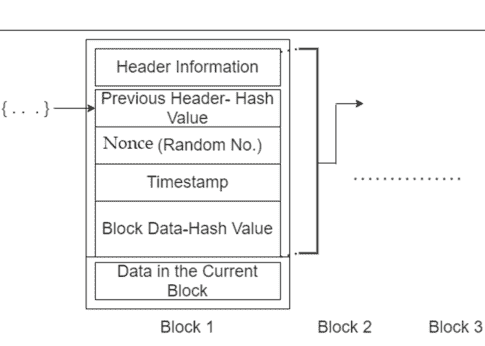 Header Information
{...}
Previous Header- Hash
Value
Nonce (Random No.)
Timestamp
Block Data-Hash Value
Data in the Current
Block
Block 1
Block 2
Block 3